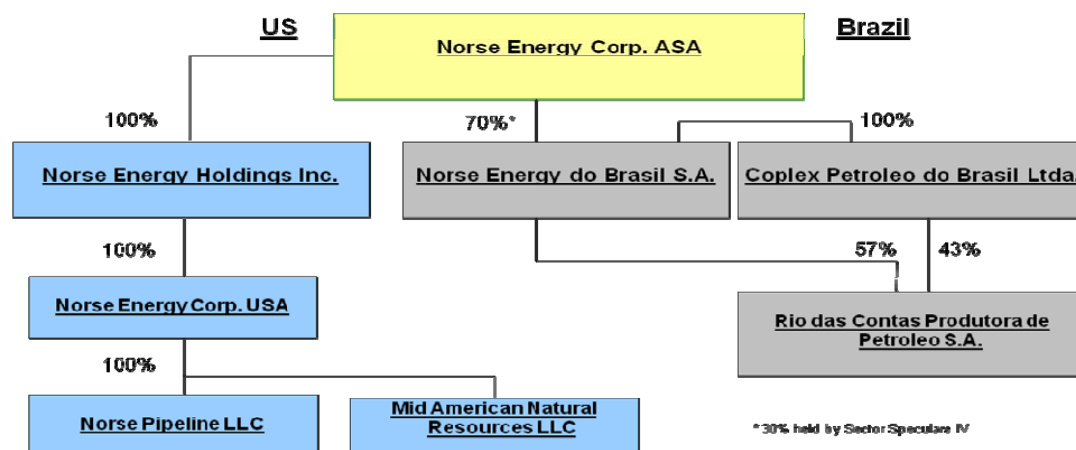 US
Brazil
Norse Energy Corp. ASA
100%
70%*
100%
Norse Energy Holdings Inc.
Norse Energy do Brasil S.A.
Coplex Petroleo do Brasil Ltda.
100%
57%
43%
Norse Energy Corp. USA
Rio das Contas Produtora de
Petroleo S.A.
100%
Norse Pipeline LLC
Mid American Natural
Resources LLC
*30% held by Sector Speculare IV